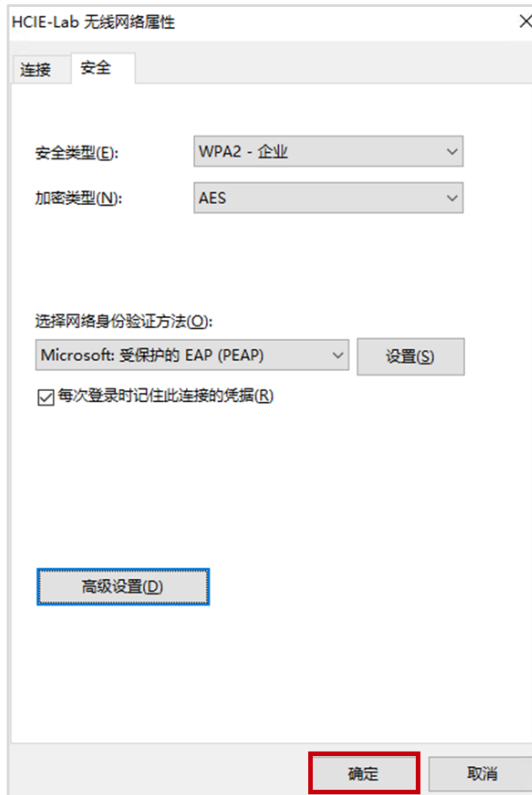 HCIE-Lab 无线网络属性
连接 安全
安全类型(E): WPA2 - 企业
加密类型(N): AES
选择网络身份验证方法(O):
Microsoft: 受保护的 EAP (PEAP) 设置(S)
每次登录时记住此连接的凭据(R)
高级设置(D)
确定 取消